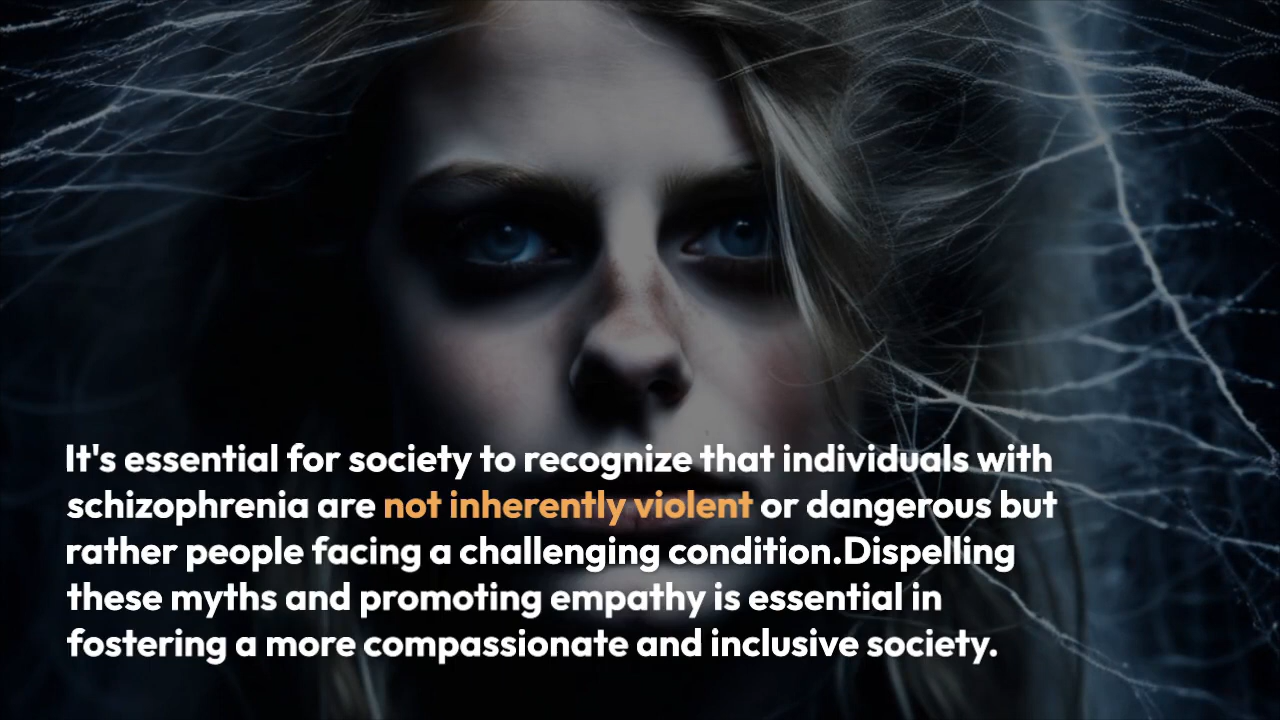 It's essential for society to recognize that individuals with
schizophrenia are not inherently violent or dangerous but
rather people facing a challenging condition.Dispelling
these myths and promoting empathy is essential in
fostering a more compassionate and inclusive society.